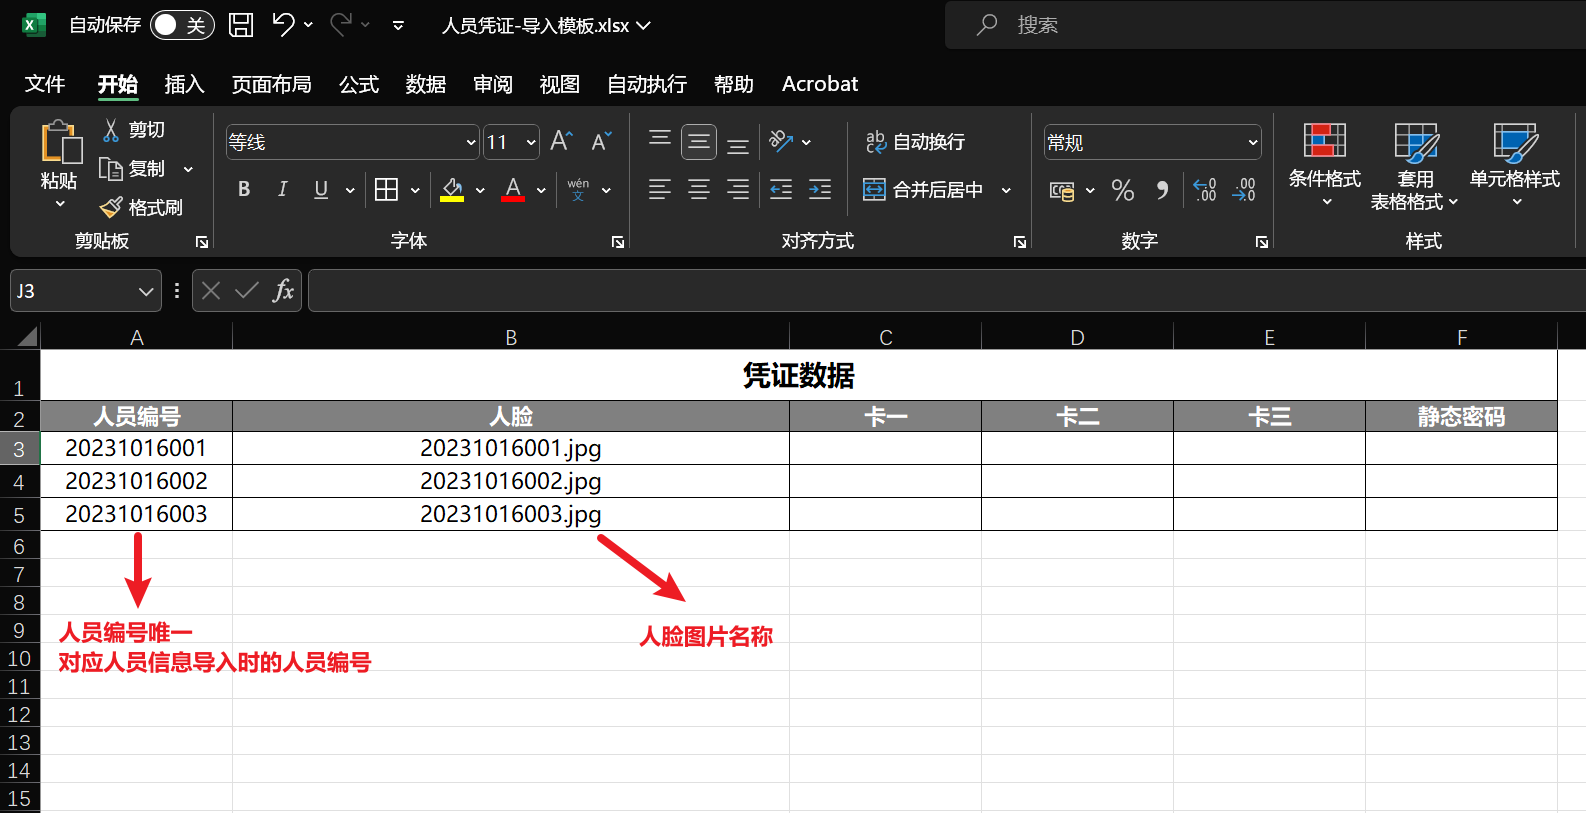 自动保存 关 人员凭证-导入模板.xlsx 搜索
文件 开始 插入 页面布局 公式 数据 审阅 视图 自动执行 帮助 Acrobat
粘贴 剪切 复制 格式刷
剪贴板
等线 11 A A
B I U A wén 文
字体
ab 自动换行
合并后居中
对齐方式
常规
% 9 .00 .00
数字
条件格式 套用 表格格式 单元格样式
样式
J3 fx
A B C D E F
1 凭证数据
2 人员编号 人脸 卡一 卡二 卡三 静态密码
3 20231016001 20231016001.jpg
4 20231016002 20231016002.jpg
5 20231016003 20231016003.jpg
6
7
8
9 人员编号唯一 人脸图片名称
10 对应人员信息导入时的人员编号
11
12
13
14
15